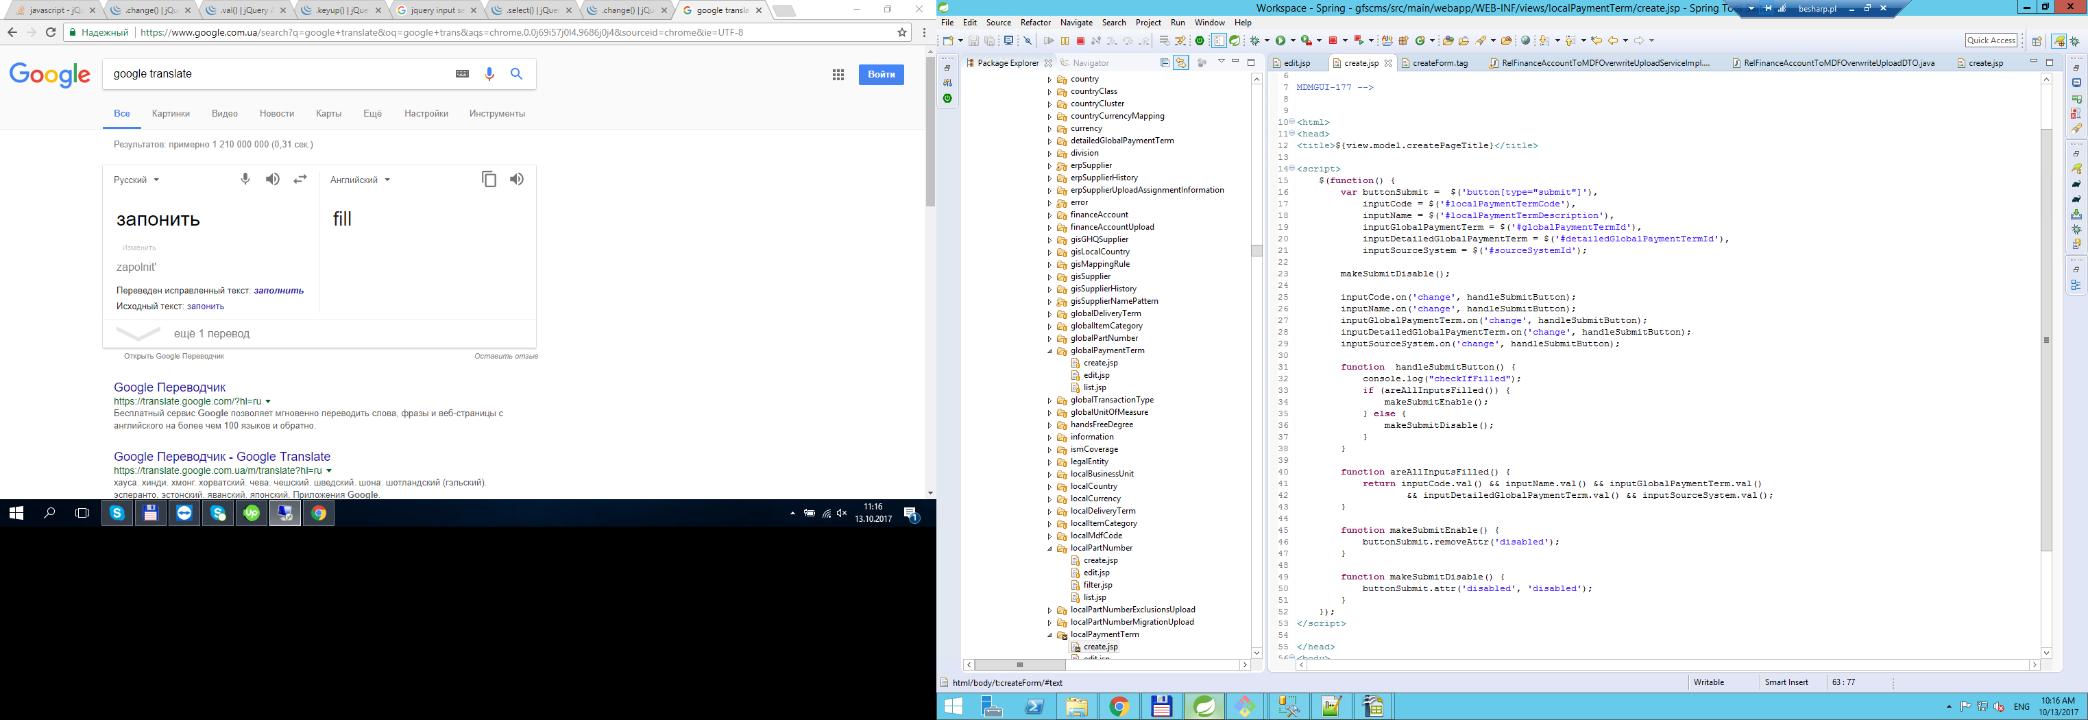 javascript - jQ
.change() | jQu
.val() | jQuery
.keyup() | jQue
jquery input se
.select() | jQue
.change() | jQu
google transla
Надежный
https://www.google.com.ua/search?q=google+translate&oq=google+trans&aqs=chrome.0.0j69i57j0l4.9686j0j4&sourceid=chrome&ie=UTF-8
Google
google translate
Войти
Все Картинки Видео Новости Карты Ещё Настройки Инструменты
Результатов: примерно 1 210 000 000 (0,31 сек.)
Русский
Английский
запонить
fill
Изменить
zapolnit'
Переведен исправленный текст: заполнить
Исходный текст: запонить
ещё 1 перевод
Открыть Google Переводчик
Оставить отзыв
Google Переводчик
https://translate.google.com/?hl=ru
Бесплатный сервис Google позволяет мгновенно переводить слова, фразы и веб-страницы с
английского на более чем 100 языков и обратно.
Google Переводчик - Google Translate
https://translate.google.com.ua/m/translate?hl=ru
хауса. хинди. хмонг. хорватский. чева. чешский. шведский. шона. шотландский (гэльский).
эсперанто. эстонский. яванский. японский. Приложения Google.
11:16
13.10.2017
Workspace - Spring - gfscms/src/main/webapp/WEB-INF/views/localPaymentTerm/create.jsp - Spring To
besharp.pl
File Edit Source Refactor Navigate Search Project Run Window Help
Quick Access
Package Explorer
Navigator
country
countryClass
countryCluster
countryCurrencyMapping
currency
detailedGlobalPaymentTerm
division
erpSupplier
erpSupplierHistory
erpSupplierUploadAssignmentInformation
error
financeAccount
financeAccountUpload
gisGHQSupplier
gisLocalCountry
gisMappingRule
gisSupplier
gisSupplierHistory
gisSupplierNamePattern
globalDeliveryTerm
globalItemCategory
globalPartNumber
globalPaymentTerm
create.jsp
edit.jsp
list.jsp
globalTransactionType
globalUnitOfMeasure
handsFreeDegree
information
ismCoverage
legalEntity
localBusinessUnit
localCountry
localCurrency
localDeliveryTerm
localItemCategory
localMdfCode
localPartNumber
create.jsp
edit.jsp
filter.jsp
list.jsp
localPartNumberExclusionsUpload
localPartNumberMigrationUpload
localPaymentTerm
create.jsp
edit.jsp
edit.jsp
create.jsp
createForm.tag
RelFinanceAccountToMDFOverwriteUploadServiceImpl....
RelFinanceAccountToMDFOverwriteUploadDTO.java
create.jsp
6
7 MDMGUI-177 -->
8
9
10 <html>
11 <head>
12 <title>${view.model.createPageTitle}</title>
13
14 <script>
15 $(function() {
16 var buttonSubmit = $('button[type="submit"]'),
17 inputCode = $('#localPaymentTermCode'),
18 inputName = $('#localPaymentTermDescription'),
19 inputGlobalPaymentTerm = $('#globalPaymentTermId'),
20 inputDetailedGlobalPaymentTerm = $('#detailedGlobalPaymentTermId'),
21 inputSourceSystem = $('#sourceSystemId');
22
23 makeSubmitDisable();
24
25 inputCode.on('change', handleSubmitButton);
26 inputName.on('change', handleSubmitButton);
27 inputGlobalPaymentTerm.on('change', handleSubmitButton);
28 inputDetailedGlobalPaymentTerm.on('change', handleSubmitButton);
29 inputSourceSystem.on('change', handleSubmitButton);
30
31 function handleSubmitButton() {
32 console.log("checkIfFilled");
33 if (areAllInputsFilled()) {
34 makeSubmitEnable();
35 } else {
36 makeSubmitDisable();
37 }
38 }
39
40 function areAllInputsFilled() {
41 return inputCode.val() && inputName.val() && inputGlobalPaymentTerm.val()
42 && inputDetailedGlobalPaymentTerm.val() && inputSourceSystem.val();
43 }
44
45 function makeSubmitEnable() {
46 buttonSubmit.removeAttr('disabled');
47 }
48
49 function makeSubmitDisable() {
50 buttonSubmit.attr('disabled', 'disabled');
51 }
52 });
53 </script>
54
55 </head>
56 <body>
html/body/t:createForm/#text
Writable
Smart Insert
63 : 77
ENG
10:16 AM
10/13/2017